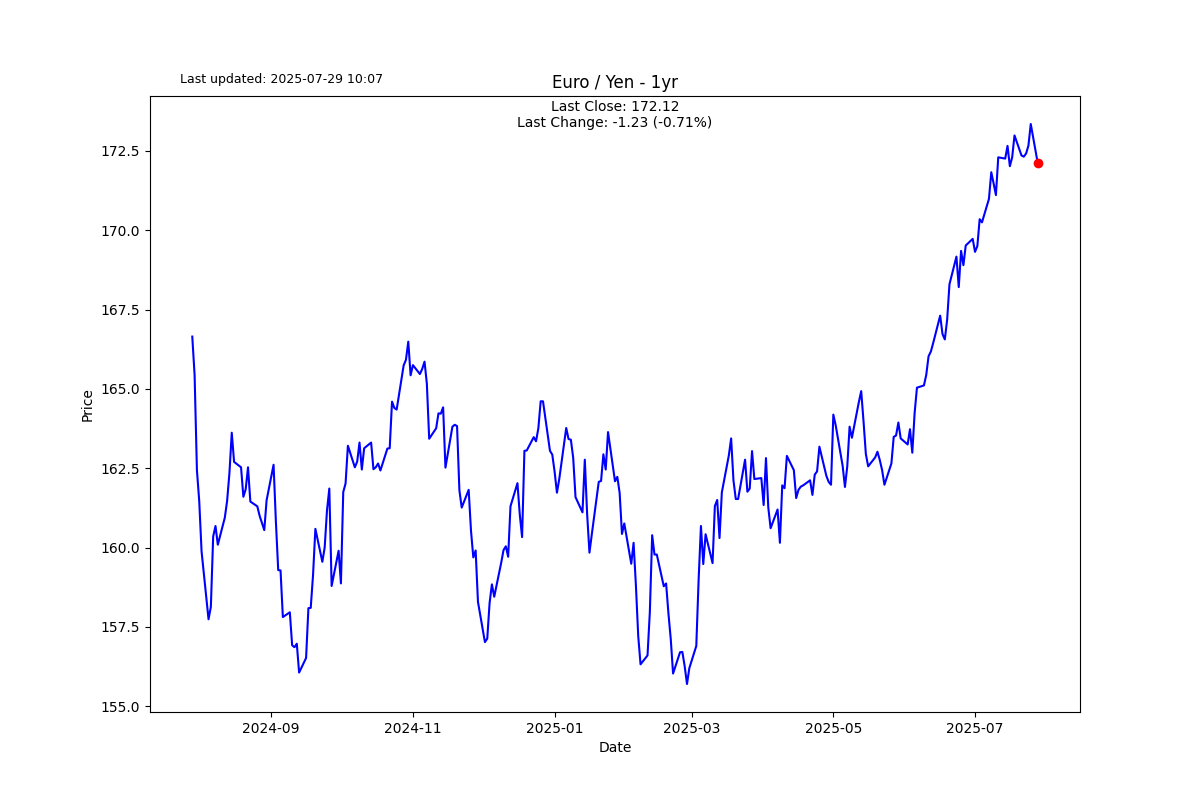 Last updated: 2025-07-29 10:07
Euro / Yen - 1yr
Last Close: 172.12
Last Change: -1.23 (-0.71%)
172.5
170.0
167.5
165.0
162.5
160.0
157.5
155.0
Price
2024-09 2024-11 2025-01 2025-03 2025-05 2025-07
Date